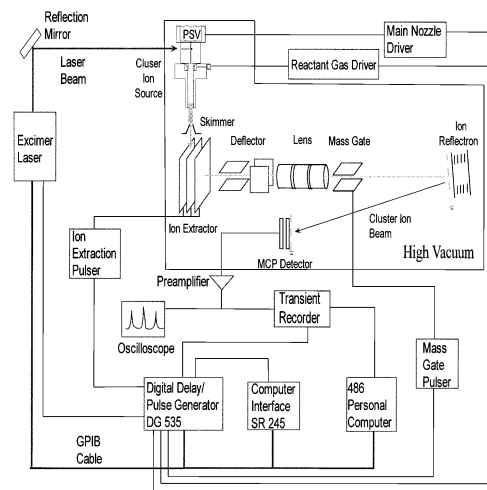 Reflection
Mirror
PSV
Main Nozzle
Driver
Laser
Beam
Cluser
Ion
Source
Reactant Gas Driver
Skimmer
Excimer
Laser
Deflector
Lens
Mass Gate
Ion
Reflectron
Ion Extractor
Cluster Ion
Beam
High Vacuum
Ion
Extraction
Pulser
MCP Detector
Preamplifier
Transient
Recorder
Oscilloscope
Mass
Gate
Pulser
Digital Delay/
Pulse Generator
DG 535
Computer
Interface
SR 245
486
Personal
Computer
GPIB
Cable